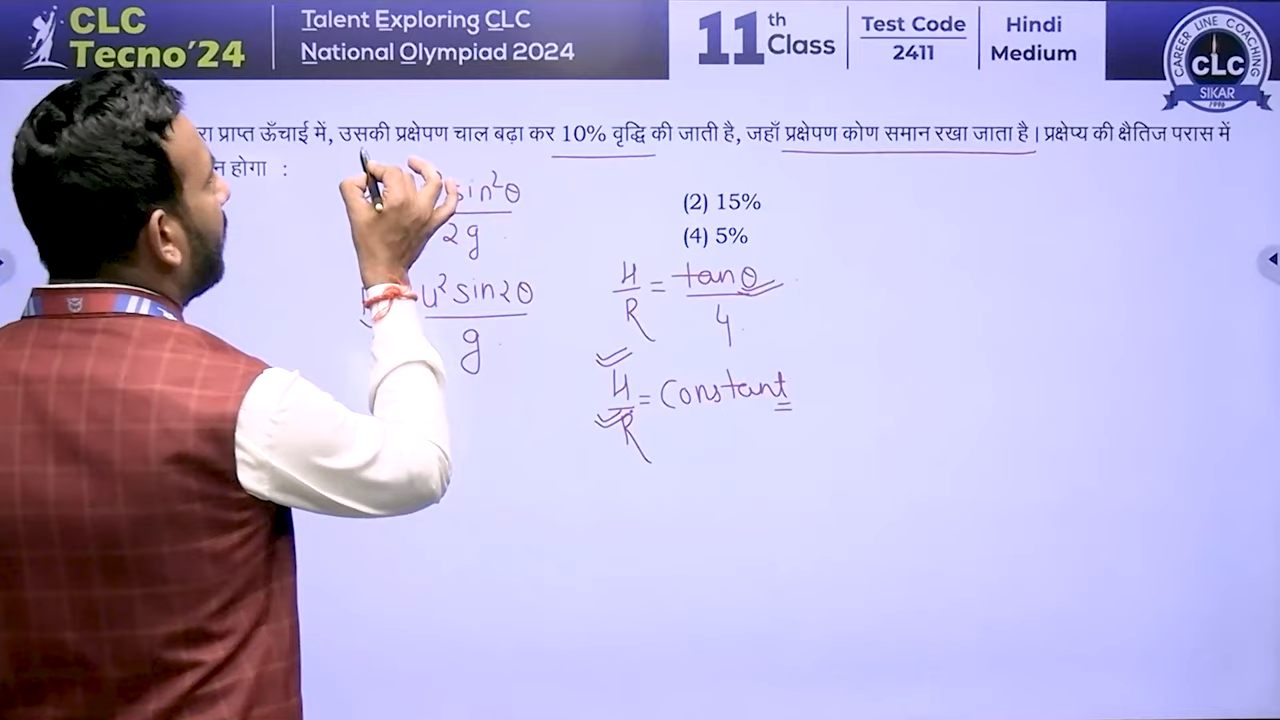 CLC
Tecno'24
Talent Exploring CLC
National Olympiad 2024
11th Class
Test Code
2411
Hindi
Medium
CAREER LINE COACHING
CLC
SIKAR
1996
प्राप्त ऊँचाई में, उसकी प्रक्षेपण चाल बढ़ा कर 10% वृद्धि की जाती है, जहाँ प्रक्षेपण कोण समान रखा जाता है। प्रक्षेप्य की क्षैतिज परास में
होगा :
(2) 15%
(4) 5%
sin²θ
2g
u² sin2θ
g
H/R = tanθ/4
H/R = Constant